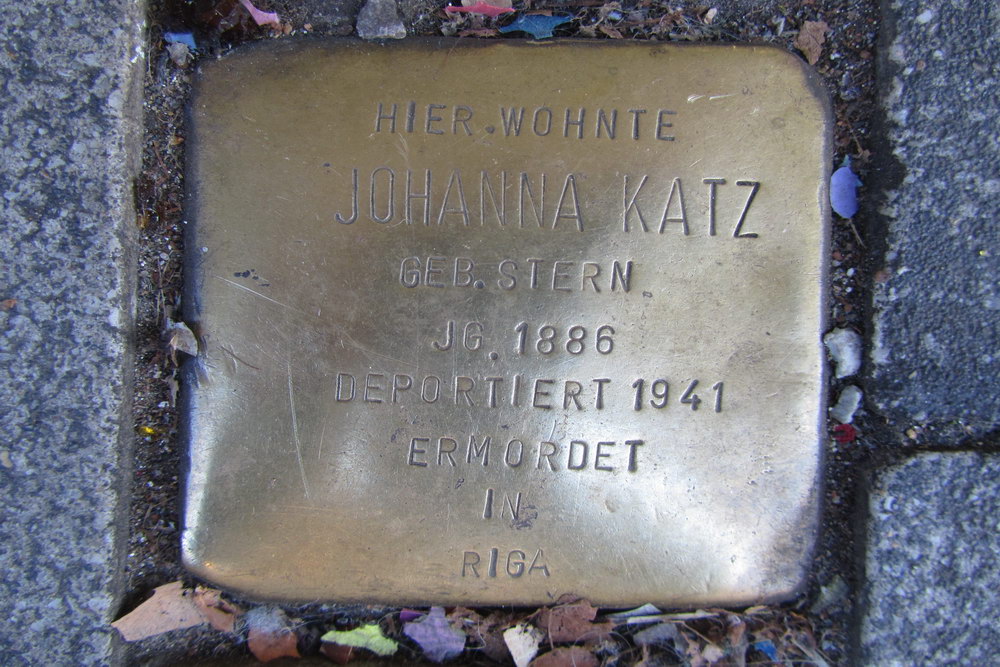 HIER WOHNTE
JOHANNA KATZ
GEB. STERN
JG. 1886
DEPORTIERT 1941
ERMORDET
IN
RIGA